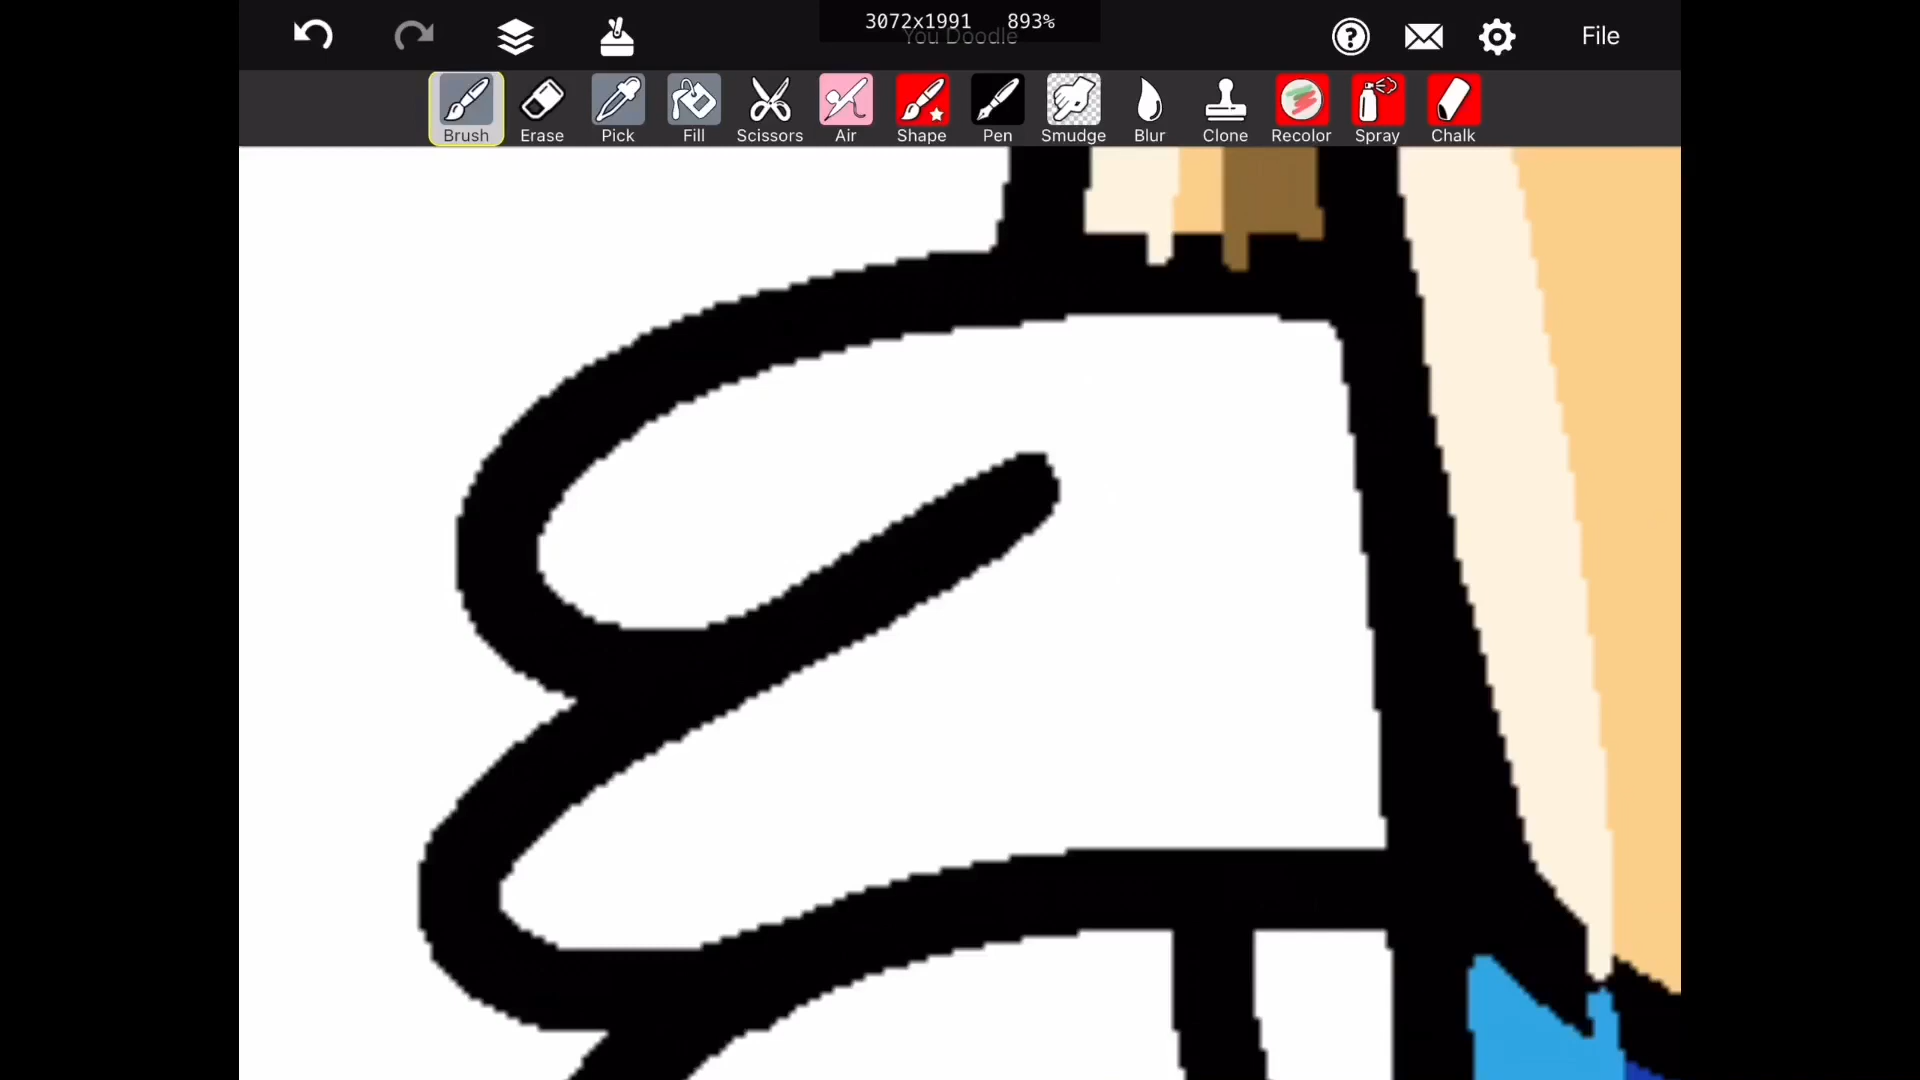 3072x1991 893%
You Doodle
File
Brush Erase Pick Fill Scissors Air Shape Pen Smudge Blur Clone Recolor Spray Chalk